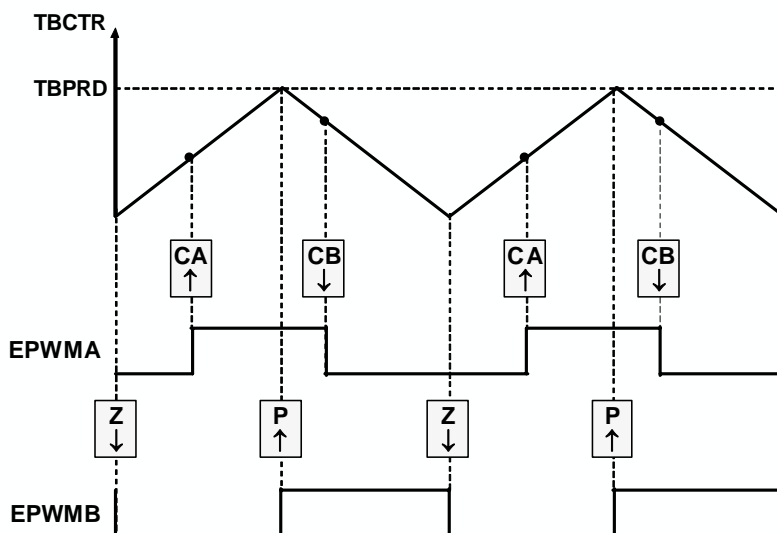 TBCTR
TBPRD
CA CB CA CB
↑ ↓ ↑ ↓
EPWMA
Z P Z P
↓ ↑ ↓ ↑
EPWMB